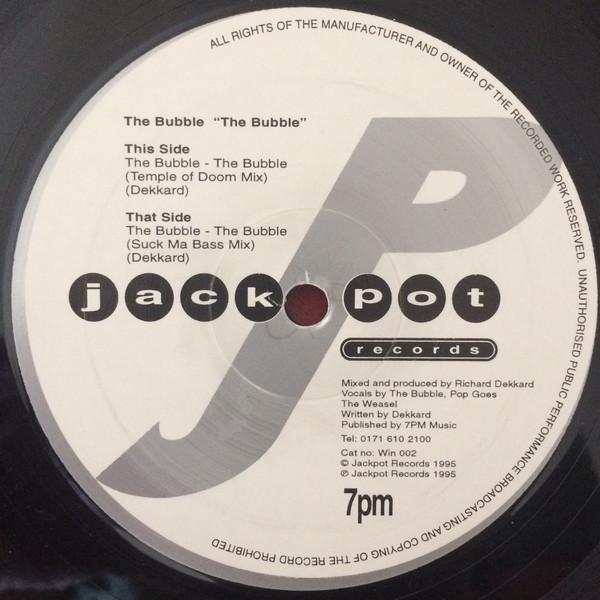 ALL RIGHTS OF THE MANUFACTURER AND OWNER OF THE RECORDED WORK RESERVED. UNAUTHORISED PUBLIC PERFORMANCE BROADCASTING AND COPYING OF THE RECORD PROHIBITED
The Bubble "The Bubble"
This Side
The Bubble - The Bubble
(Temple of Doom Mix)
(Dekkard)
That Side
The Bubble - The Bubble
(Suck Ma Bass Mix)
(Dekkard)
jackpot
records
Mixed and produced by Richard Dekkard
Vocals by The Bubble, Pop Goes
The Weasel
Written by Dekkard
Published by 7PM Music
Tel: 0171 610 2100
Cat no: Win 002
© Jackpot Records 1995
℗ Jackpot Records 1995
7pm